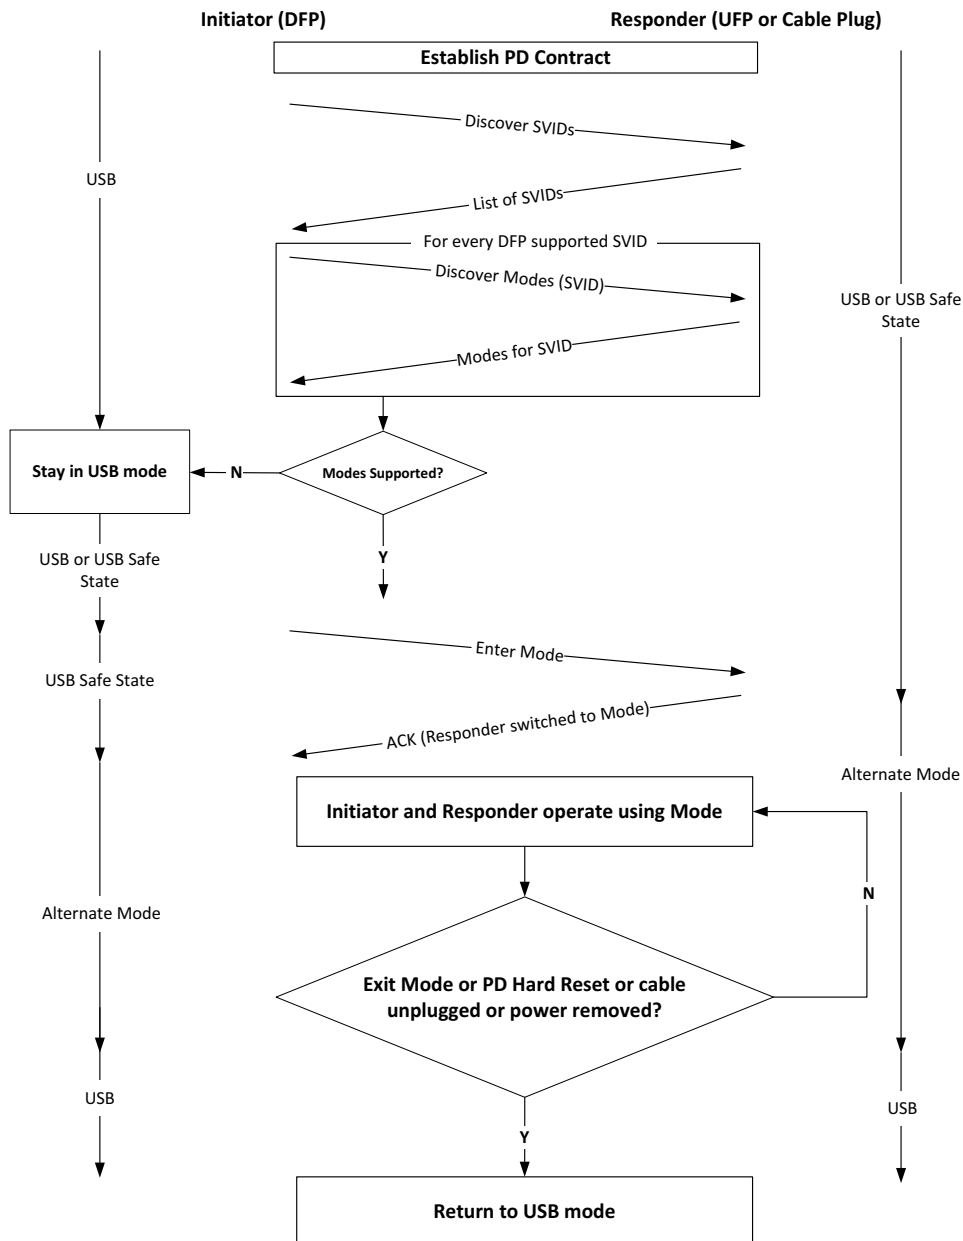 Initiator (DFP)
Responder (UFP or Cable Plug)
Establish PD Contract
Discover SVIDs
USB
List of SVIDs
For every DFP supported SVID
Discover Modes (SVID)
USB or USB Safe
State
Modes for SVID
Stay in USB mode
N
Modes Supported?
USB or USB Safe
State
Y
Enter Mode
USB Safe State
ACK (Responder switched to Mode)
Alternate Mode
Initiator and Responder operate using Mode
N
Alternate Mode
Exit Mode or PD Hard Reset or cable
unplugged or power removed?
USB
USB
Y
Return to USB mode